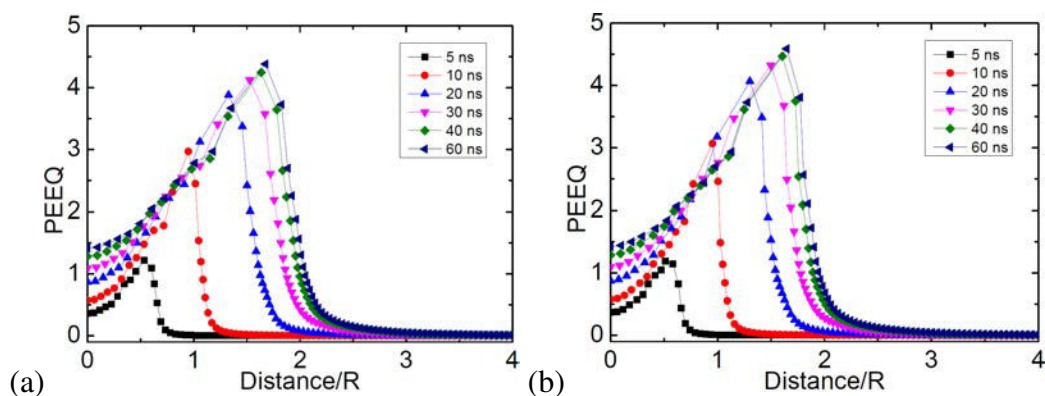 5
4
3
2
1
0
PEEQ
5 ns
10 ns
20 ns
30 ns
40 ns
60 ns
0 1 2 3 4
Distance/R
(a)
5
4
3
2
1
0
PEEQ
5 ns
10 ns
20 ns
30 ns
40 ns
60 ns
0 1 2 3 4
Distance/R
(b)